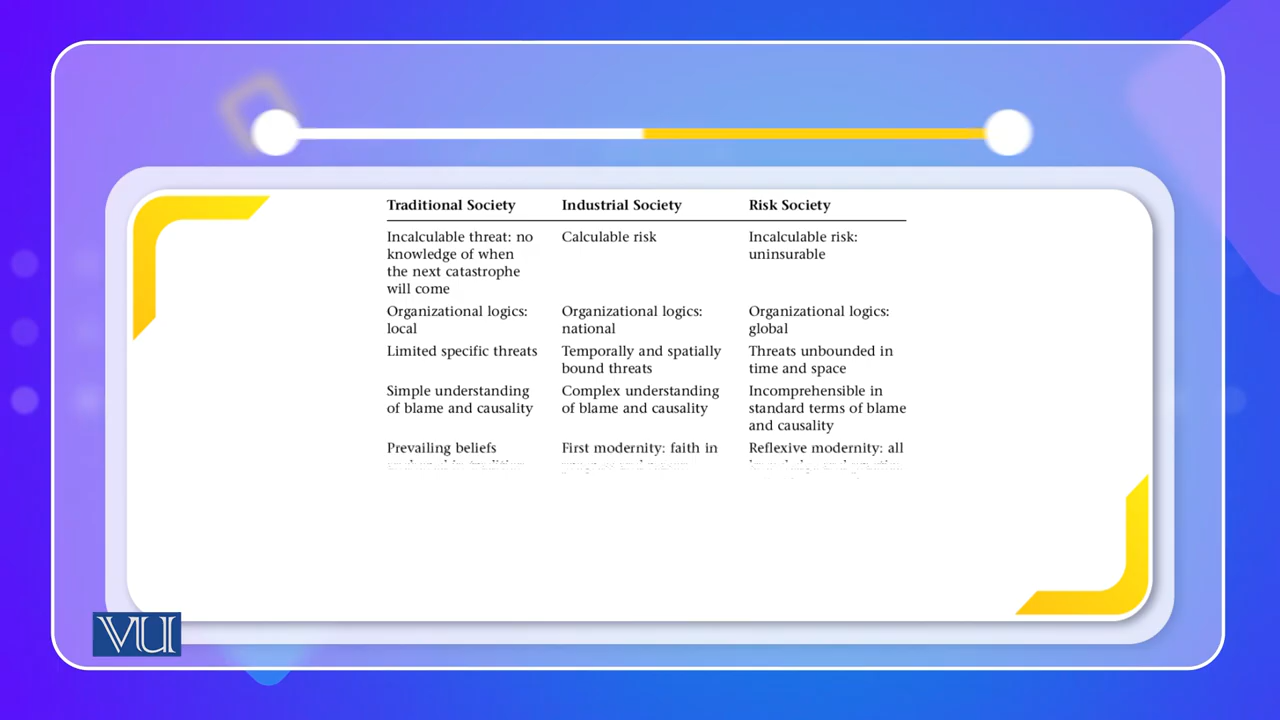 Traditional Society Industrial Society Risk Society
Incalculable threat: no
knowledge of when
the next catastrophe
will come
Calculable risk
Incalculable risk:
uninsurable
Organizational logics:
local
Organizational logics:
national
Organizational logics:
global
Limited specific threats
Temporally and spatially
bound threats
Threats unbounded in
time and space
Simple understanding
of blame and causality
Complex understanding
of blame and causality
Incomprehensible in
standard terms of blame
and causality
Prevailing beliefs
First modernity: faith in
Reflexive modernity: all
VU